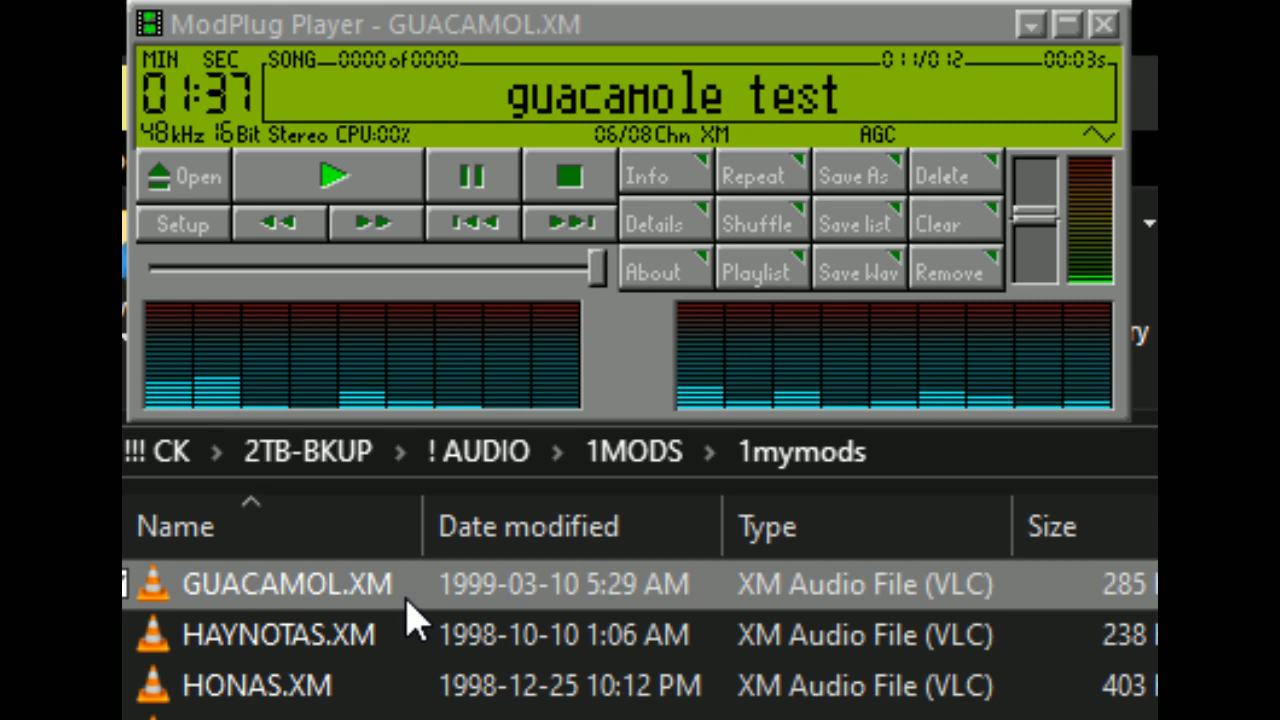 ModPlug Player - GUACAMOL.XM
MIN SEC SONG 0000 of 0000 011/012 00:03s
01:37 guacamole test
48kHz 16Bit Stereo CPU:00% 06/08Chn XM AGC
Open Info Repeat Save As Delete
Setup Details Shuffle Save list Clear
About Playlist Save Wav Remove
ry
!!! CK > 2TB-BKUP > ! AUDIO > 1MODS > 1mymods
Name Date modified Type Size
GUACAMOL.XM 1999-03-10 5:29 AM XM Audio File (VLC) 285
HAYNOTAS.XM 1998-10-10 1:06 AM XM Audio File (VLC) 238
HONAS.XM 1998-12-25 10:12 PM XM Audio File (VLC) 403